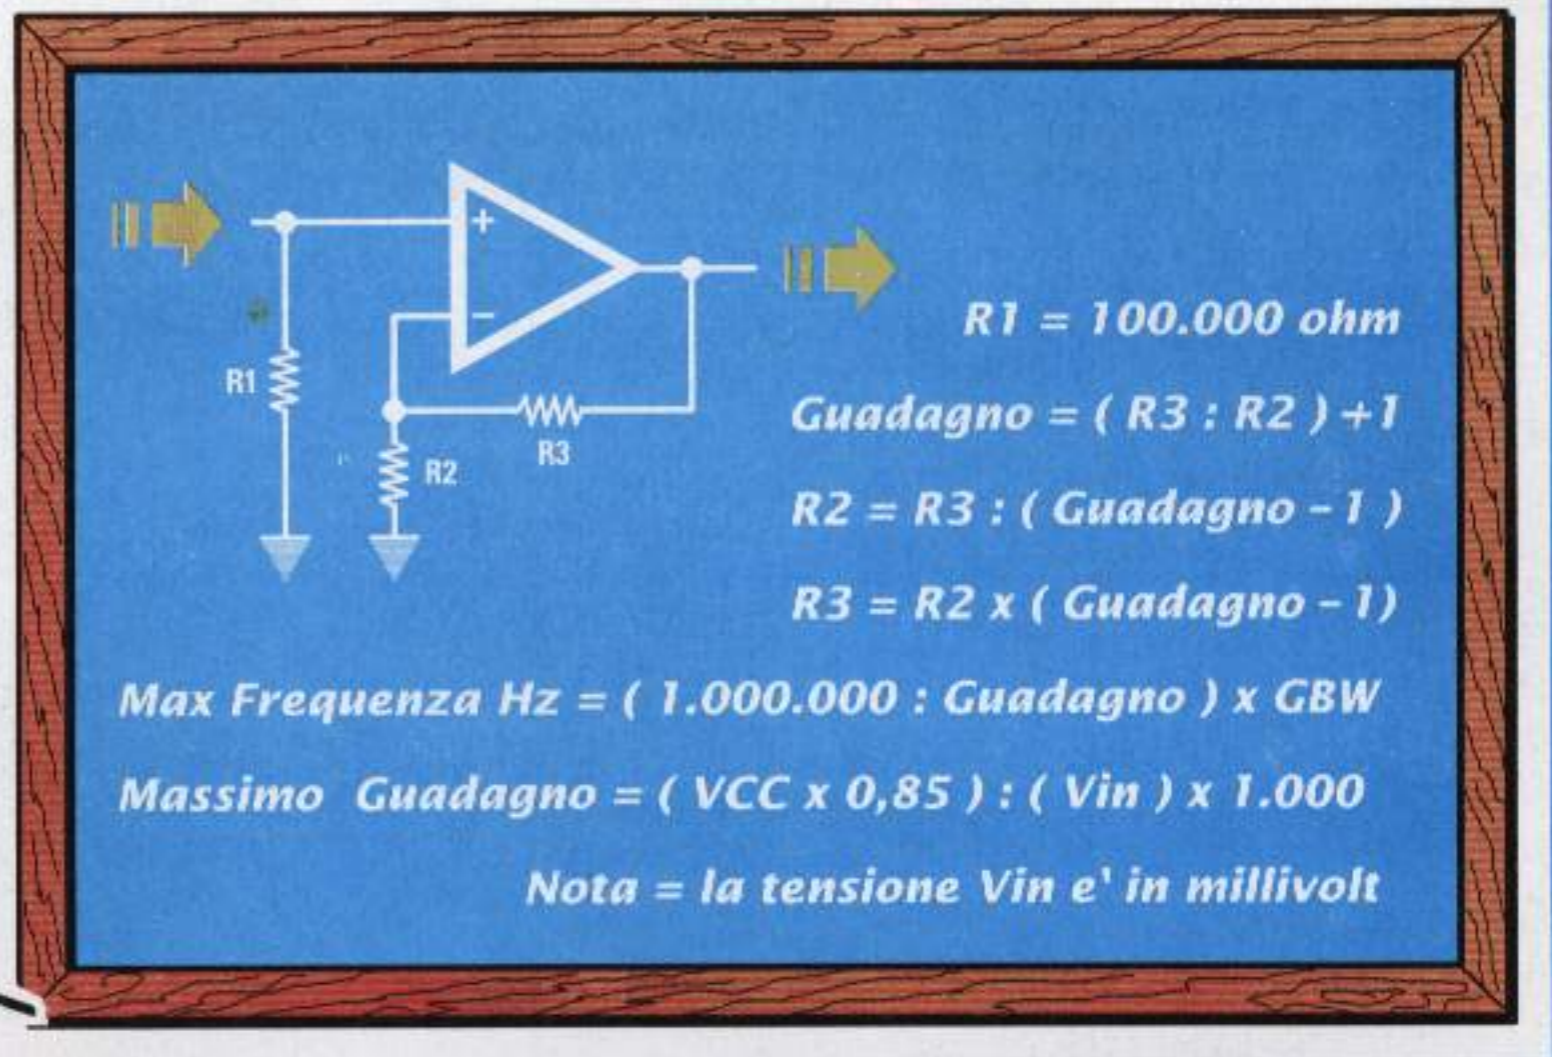 +
−
R1
R2
R3
R1 = 100.000 ohm
Guadagno = ( R3 : R2 ) +1
R2 = R3 : ( Guadagno – 1 )
R3 = R2 x ( Guadagno – 1)
Max Frequenza Hz = ( 1.000.000 : Guadagno ) x GBW
Massimo Guadagno = ( VCC x 0,85 ) : ( Vin ) x 1.000
Nota = la tensione Vin e' in millivolt